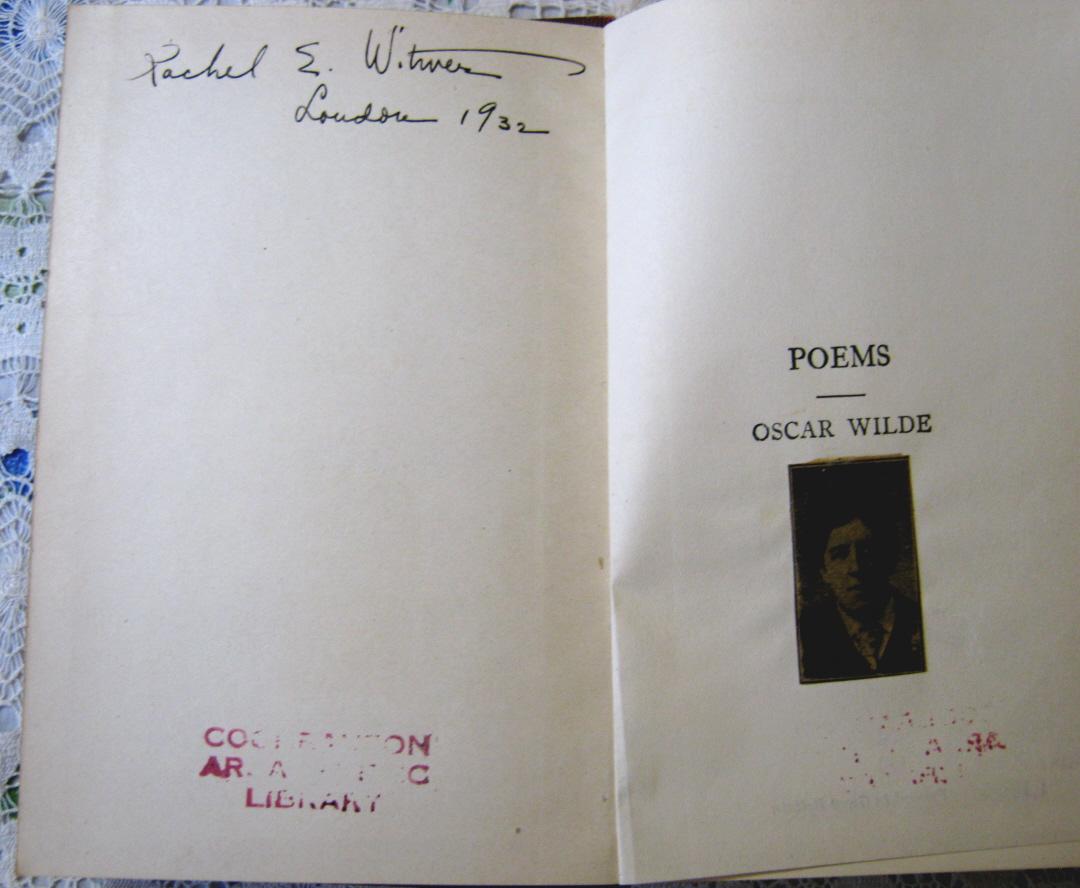 Rachel E. Witmer
London 1932
POEMS
OSCAR WILDE
LIBRARY